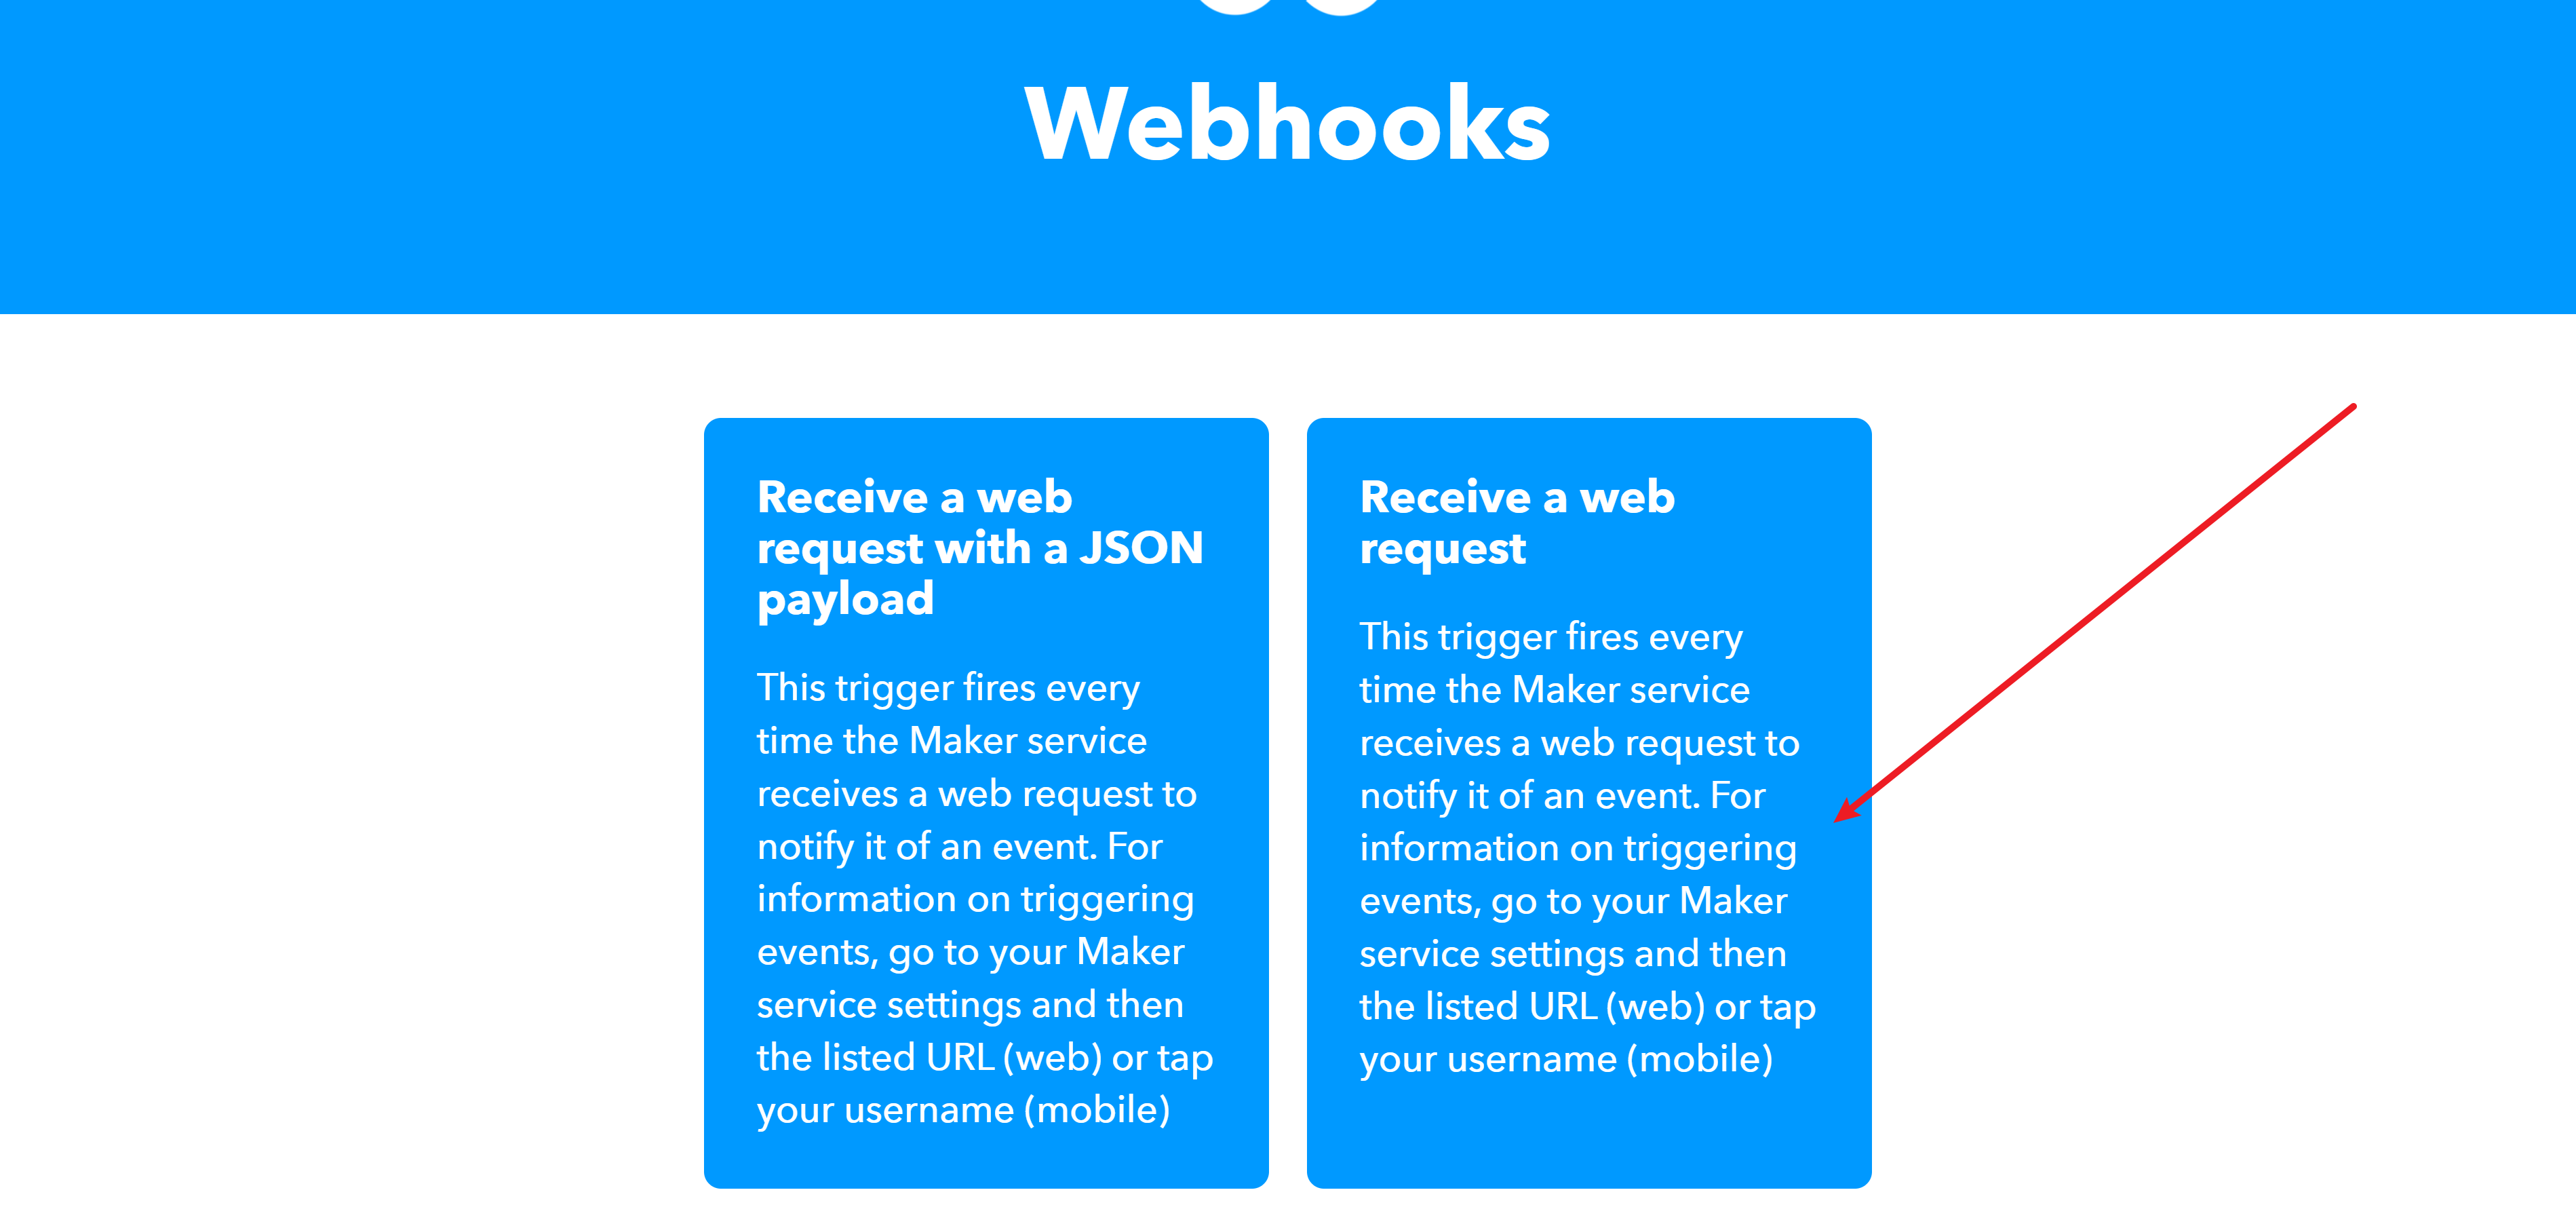 Webhooks
Receive a web
request with a JSON
payload
This trigger fires every
time the Maker service
receives a web request to
notify it of an event. For
information on triggering
events, go to your Maker
service settings and then
the listed URL (web) or tap
your username (mobile)
Receive a web
request
This trigger fires every
time the Maker service
receives a web request to
notify it of an event. For
information on triggering
events, go to your Maker
service settings and then
the listed URL (web) or tap
your username (mobile)